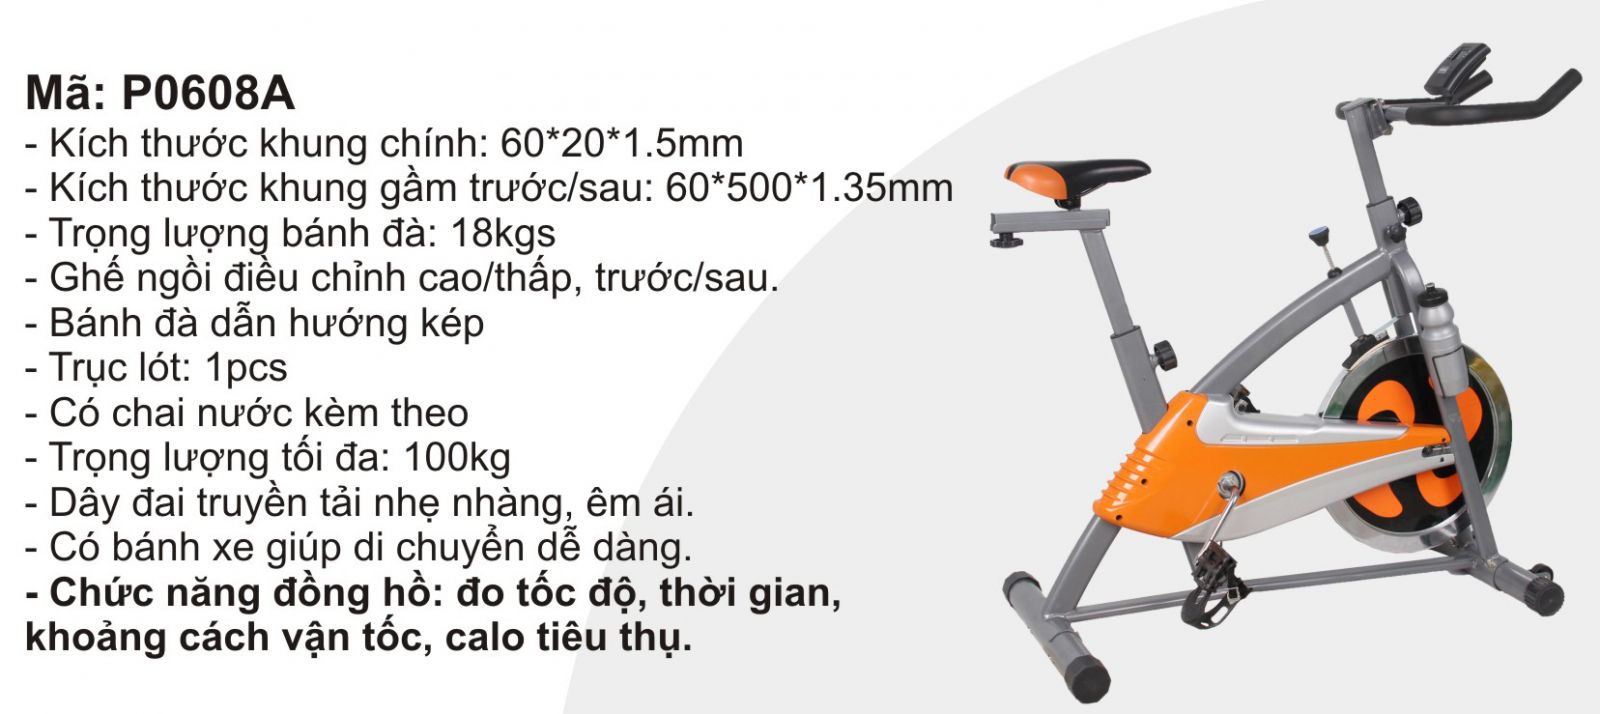 Mã: P0608A
- Kích thước khung chính: 60*20*1.5mm
- Kích thước khung gầm trước/sau: 60*500*1.35mm
- Trọng lượng bánh đà: 18kgs
- Ghế ngồi điều chỉnh cao/thấp, trước/sau.
- Bánh đà dẫn hướng kép
- Trục lót: 1pcs
- Có chai nước kèm theo
- Trọng lượng tối đa: 100kg
- Dây đai truyền tải nhẹ nhàng, êm ái.
- Có bánh xe giúp di chuyển dễ dàng.
- Chức năng đồng hồ: đo tốc độ, thời gian,
khoảng cách vận tốc, calo tiêu thụ.